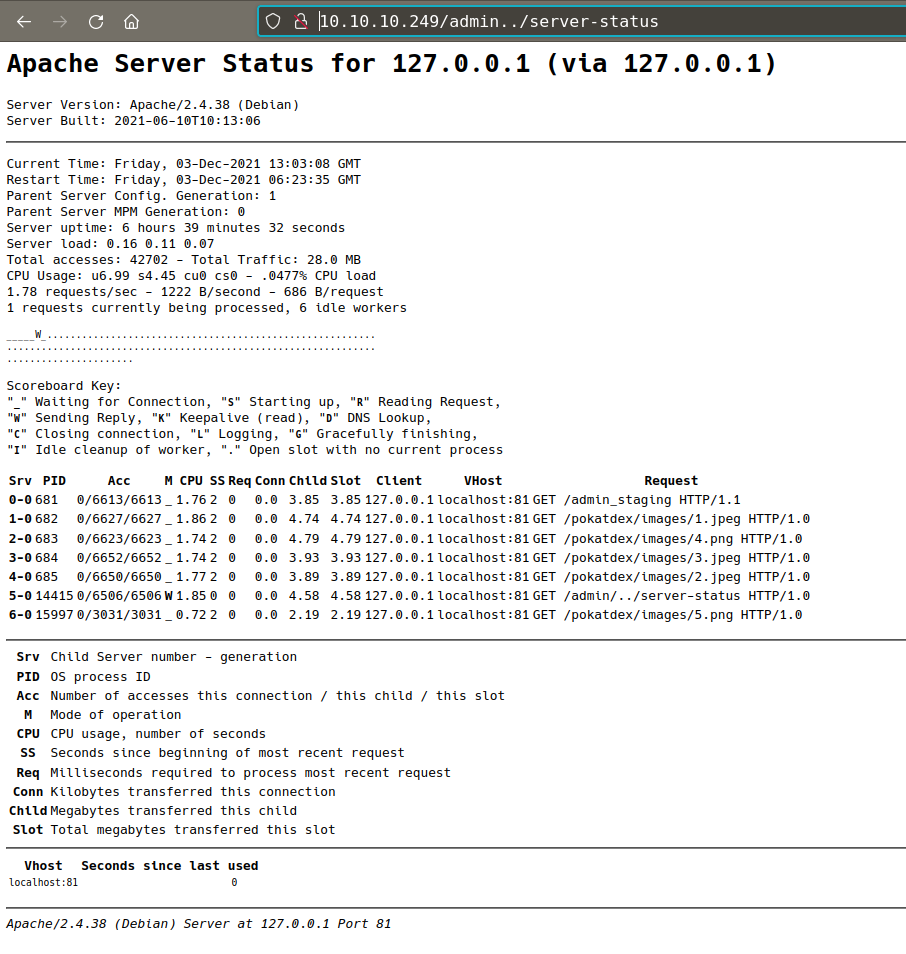 10.10.10.249/admin../server-status
Apache Server Status for 127.0.0.1 (via 127.0.0.1)
Server Version: Apache/2.4.38 (Debian)
Server Built: 2021-06-10T10:13:06
Current Time: Friday, 03-Dec-2021 13:03:08 GMT
Restart Time: Friday, 03-Dec-2021 06:23:35 GMT
Parent Server Config. Generation: 1
Parent Server MPM Generation: 0
Server uptime: 6 hours 39 minutes 32 seconds
Server load: 0.16 0.11 0.07
Total accesses: 42702 - Total Traffic: 28.0 MB
CPU Usage: u6.99 s4.45 cu0 cs0 - .0477% CPU load
1.78 requests/sec - 1222 B/second - 686 B/request
1 requests currently being processed, 6 idle workers
_____W_.........................................................
................................................................
......................
Scoreboard Key:
"_" Waiting for Connection, "S" Starting up, "R" Reading Request,
"W" Sending Reply, "K" Keepalive (read), "D" DNS Lookup,
"C" Closing connection, "L" Logging, "G" Gracefully finishing,
"I" Idle cleanup of worker, "." Open slot with no current process
Srv PID Acc M CPU SS Req Conn Child Slot Client VHost Request
0-0 681 0/6613/6613 _ 1.76 2 0 0.0 3.85 3.85 127.0.0.1 localhost:81 GET /admin_staging HTTP/1.1
1-0 682 0/6627/6627 _ 1.86 2 0 0.0 4.74 4.74 127.0.0.1 localhost:81 GET /pokatdex/images/1.jpeg HTTP/1.0
2-0 683 0/6623/6623 _ 1.74 2 0 0.0 4.79 4.79 127.0.0.1 localhost:81 GET /pokatdex/images/4.png HTTP/1.0
3-0 684 0/6652/6652 _ 1.74 2 0 0.0 3.93 3.93 127.0.0.1 localhost:81 GET /pokatdex/images/3.jpeg HTTP/1.0
4-0 685 0/6650/6650 _ 1.77 2 0 0.0 3.89 3.89 127.0.0.1 localhost:81 GET /pokatdex/images/2.jpeg HTTP/1.0
5-0 14415 0/6506/6506 W 1.85 0 0 0.0 4.58 4.58 127.0.0.1 localhost:81 GET /admin/../server-status HTTP/1.0
6-0 15997 0/3031/3031 _ 0.72 2 0 0.0 2.19 2.19 127.0.0.1 localhost:81 GET /pokatdex/images/5.png HTTP/1.0
Srv Child Server number - generation
PID OS process ID
Acc Number of accesses this connection / this child / this slot
M Mode of operation
CPU CPU usage, number of seconds
SS Seconds since beginning of most recent request
Req Milliseconds required to process most recent request
Conn Kilobytes transferred this connection
Child Megabytes transferred this child
Slot Total megabytes transferred this slot
Vhost Seconds since last used
localhost:81 0
Apache/2.4.38 (Debian) Server at 127.0.0.1 Port 81